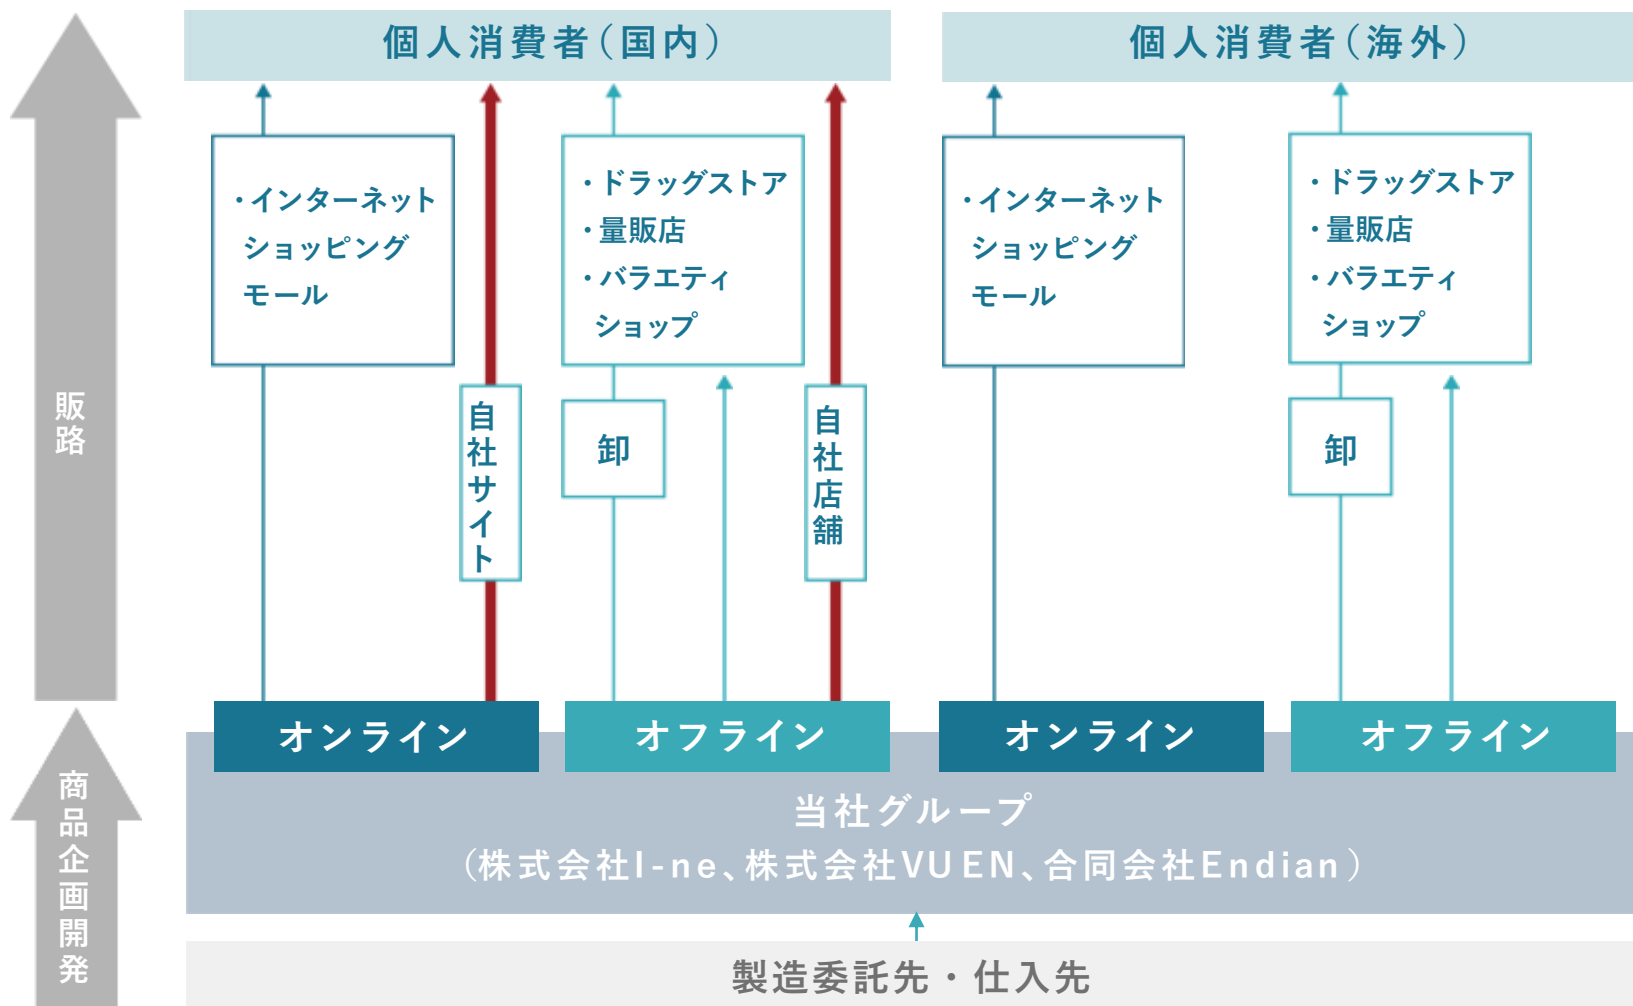 個人消費者（国内）
個人消費者（海外）
・インターネット
ショッピング
モール
・ドラッグストア
・量販店
・バラエティ
ショップ
・インターネット
ショッピング
モール
・ドラッグストア
・量販店
・バラエティ
ショップ
販路
自社サイト
卸
自社店舗
卸
オンライン
オフライン
オンライン
オフライン
商品企画開発
当社グループ
（株式会社I-ne、株式会社VUEN、合同会社Endian）
製造委託先・仕入先